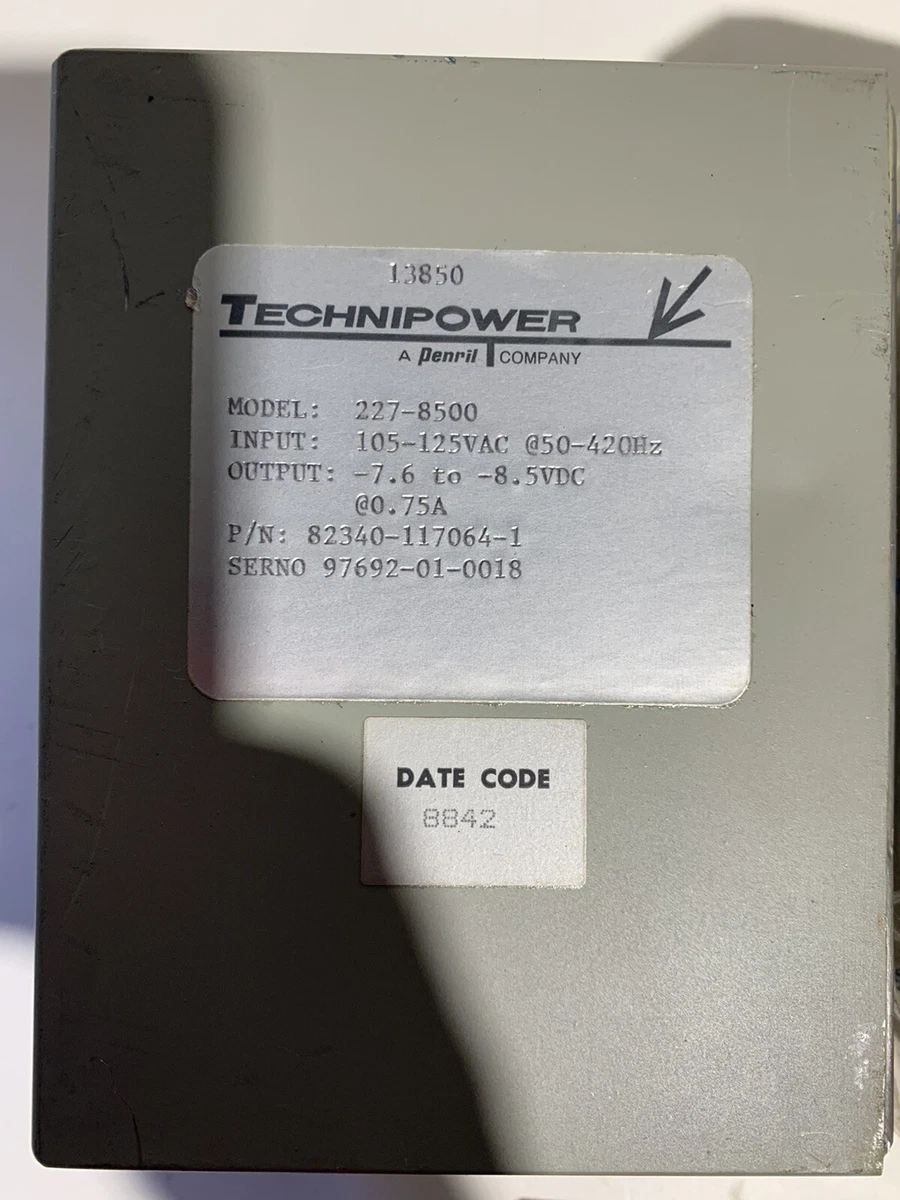 13850
TECHNIPOWER
A Penril COMPANY
MODEL: 227-8500
INPUT: 105-125VAC @50-420Hz
OUTPUT: -7.6 to -8.5VDC
@0.75A
P/N: 82340-117064-1
SERNO 97692-01-0018
DATE CODE
8842